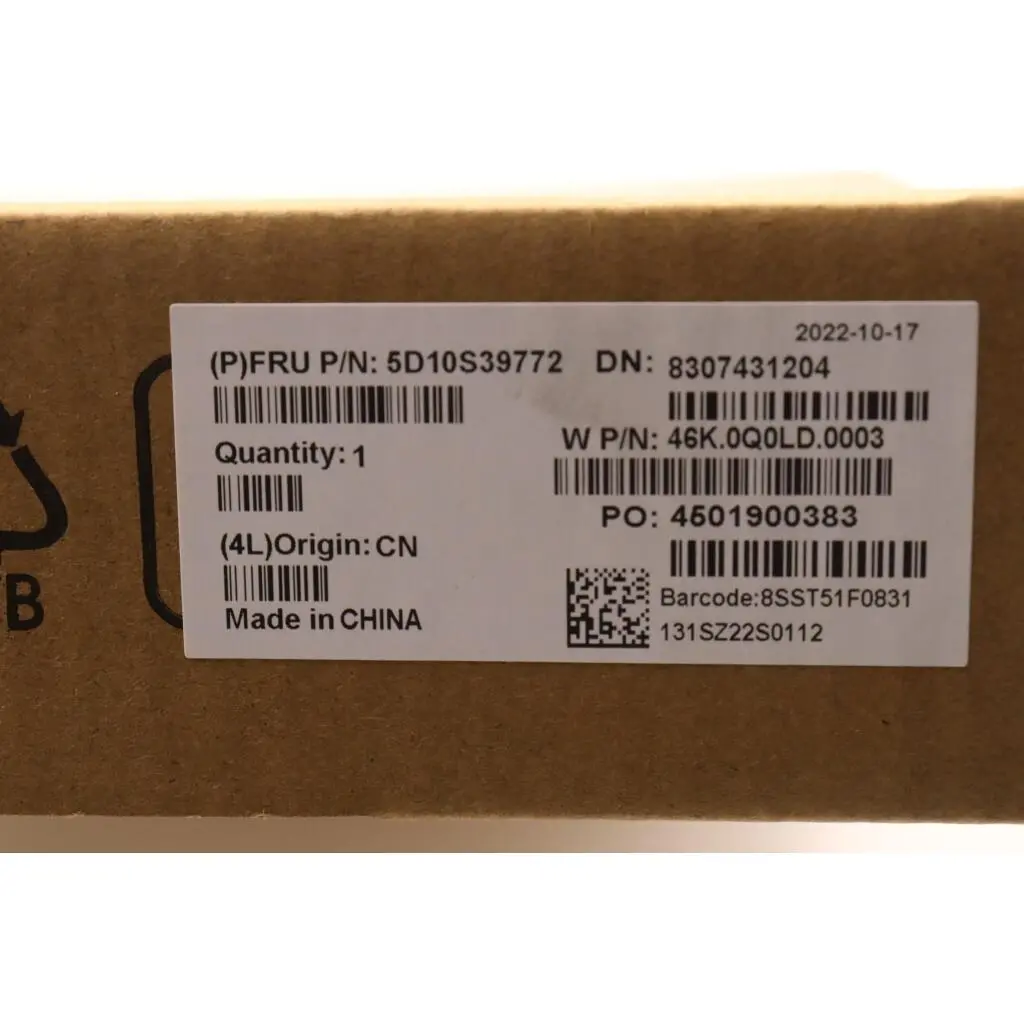 2022-10-17
(P)FRU P/N: 5D10S39772 DN: 8307431204
W P/N: 46K.0Q0LD.0003
Quantity: 1
PO: 4501900383
(4L)Origin: CN
Barcode:8SST51F0831
Made in CHINA
131SZ22S0112
B